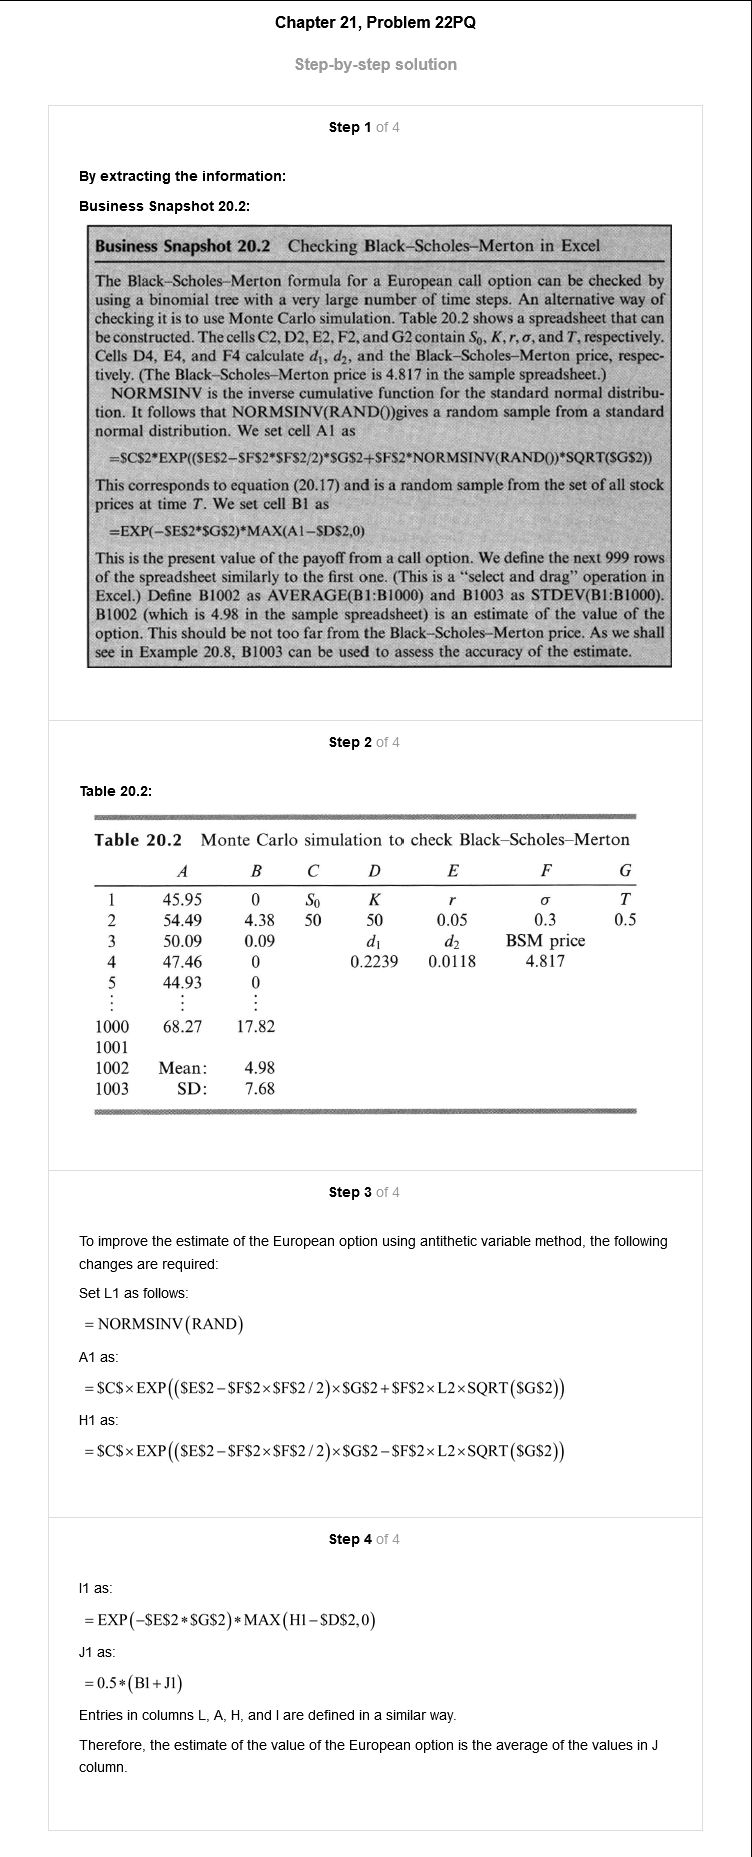 Chapter 21, Problem 22PQ
Step-by-step solution
Step 1 of 4
By extracting the information:
Business Snapshot 20.2:
Business Snapshot 20.2 Checking Black–Scholes–Merton in Excel
The Black–Scholes–Merton formula for a European call option can be checked by
using a binomial tree with a very large number of time steps. An alternative way of
checking it is to use Monte Carlo simulation. Table 20.2 shows a spreadsheet that can
be constructed. The cells C2, D2, E2, F2, and G2 contain S₀, K, r, σ, and T, respectively.
Cells D4, E4, and F4 calculate d₁, d₂, and the Black–Scholes–Merton price, respec-
tively. (The Black–Scholes–Merton price is 4.817 in the sample spreadsheet.)
NORMSINV is the inverse cumulative function for the standard normal distribu-
tion. It follows that NORMSINV(RAND())gives a random sample from a standard
normal distribution. We set cell A1 as
=$C$2*EXP(($E$2–$F$2*$F$2/2)*$G$2+$F$2*NORMSINV(RAND())*SQRT($G$2))
This corresponds to equation (20.17) and is a random sample from the set of all stock
prices at time T. We set cell B1 as
=EXP(–$E$2*$G$2)*MAX(A1–$D$2,0)
This is the present value of the payoff from a call option. We define the next 999 rows
of the spreadsheet similarly to the first one. (This is a “select and drag” operation in
Excel.) Define B1002 as AVERAGE(B1:B1000) and B1003 as STDEV(B1:B1000).
B1002 (which is 4.98 in the sample spreadsheet) is an estimate of the value of the
option. This should be not too far from the Black–Scholes–Merton price. As we shall
see in Example 20.8, B1003 can be used to assess the accuracy of the estimate.
Step 2 of 4
Table 20.2:
Table 20.2 Monte Carlo simulation to check Black–Scholes–Merton
A B C D E F G
1 45.95 0 S₀ K r σ T
2 54.49 4.38 50 50 0.05 0.3 0.5
3 50.09 0.09 d₁ d₂ BSM price
4 47.46 0 0.2239 0.0118 4.817
5 44.93 0
⋮ ⋮ ⋮
1000 68.27 17.82
1001
1002 Mean: 4.98
1003 SD: 7.68
Step 3 of 4
To improve the estimate of the European option using antithetic variable method, the following
changes are required:
Set L1 as follows:
= NORMSINV(RAND)
A1 as:
= $C$×EXP(($E$2–$F$2×$F$2/2)×$G$2+$F$2×L2×SQRT($G$2))
H1 as:
= $C$×EXP(($E$2–$F$2×$F$2/2)×$G$2–$F$2×L2×SQRT($G$2))
Step 4 of 4
I1 as:
= EXP(–$E$2*$G$2)*MAX(H1–$D$2,0)
J1 as:
= 0.5*(B1+J1)
Entries in columns L, A, H, and I are defined in a similar way.
Therefore, the estimate of the value of the European option is the average of the values in J
column.